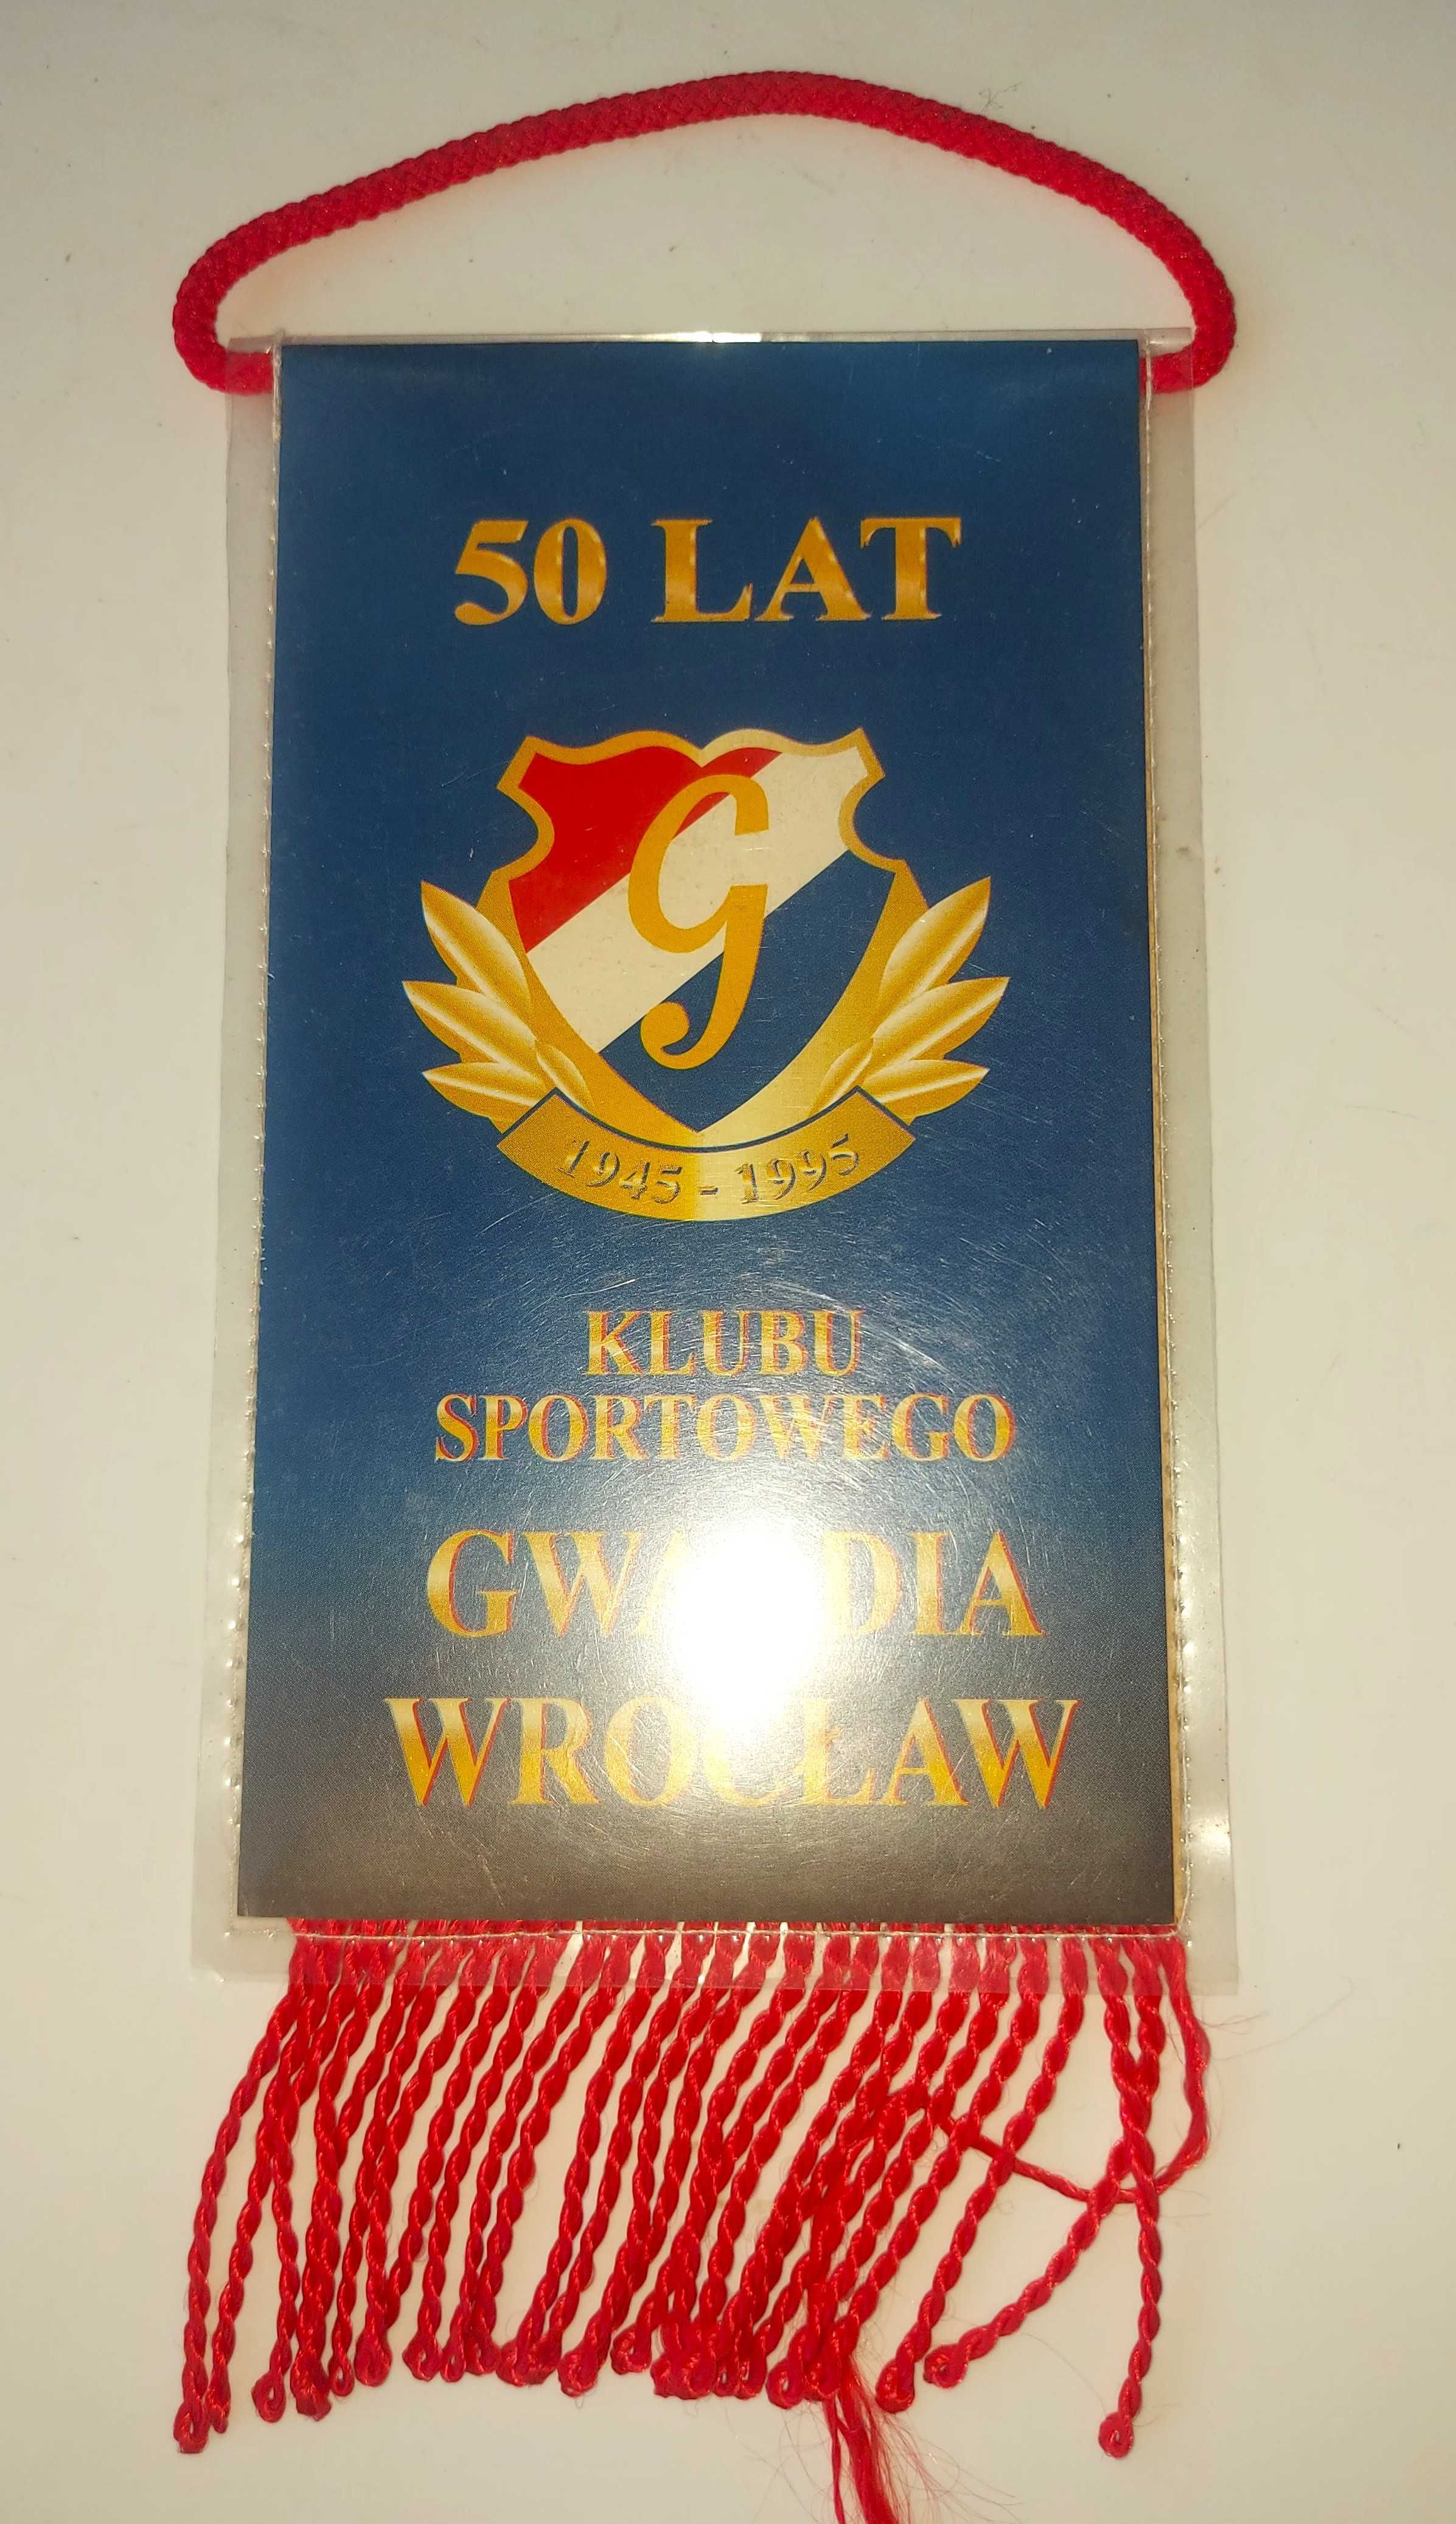 50 LAT
G
1945 - 1995
KLUBU
SPORTOWEGO
GWARDIA
WROCŁAW